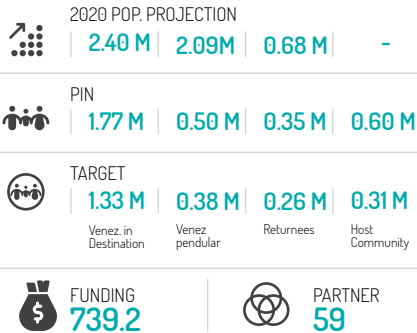 2020 POP. PROJECTION
2.40 M 2.09M 0.68 M -
PIN
1.77 M 0.50 M 0.35 M 0.60 M
TARGET
1.33 M 0.38 M 0.26 M 0.31 M
Venez. in Venez Returnees Host
Destination pendular Community
FUNDING PARTNER
739.2 59